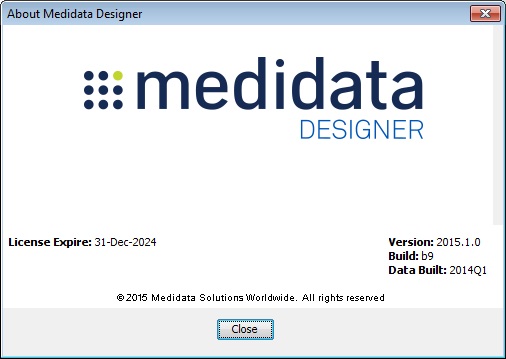 About Medidata Designer
medidata
DESIGNER
License Expire: 31-Dec-2024
Version: 2015.1.0
Build: b9
Data Built: 2014Q1
©2015 Medidata Solutions Worldwide. All rights reserved
Close